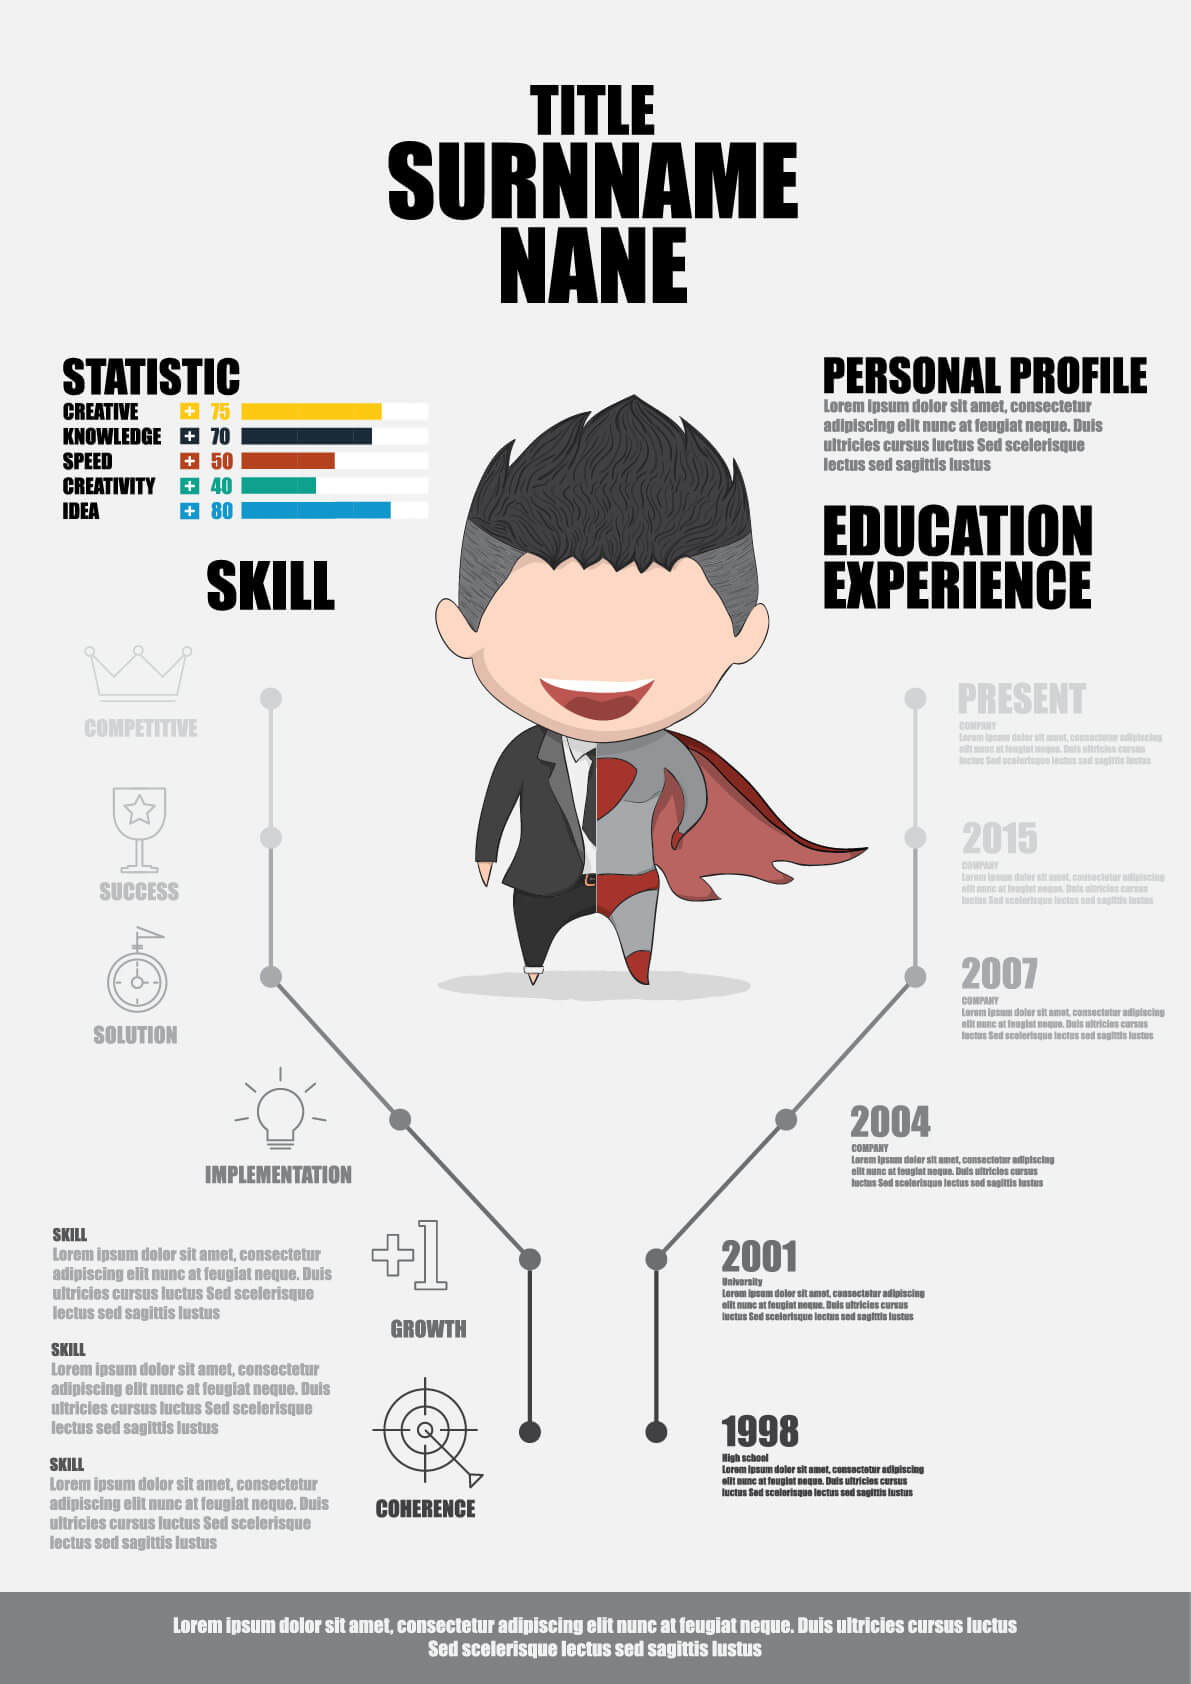 TITLE
SURNNAME
NANE
STATISTIC
CREATIVE + 75
KNOWLEDGE + 70
SPEED + 50
CREATIVITY + 40
IDEA + 80
PERSONAL PROFILE
Lorem ipsum dolor sit amet, consectetur
adipiscing elit nunc at feugiat neque. Duis
ultricies cursus luctus Sed scelerisque
lectus sed sagittis lustus
EDUCATION
EXPERIENCE
SKILL
COMPETITIVE
SUCCESS
SOLUTION
IMPLEMENTATION
+1
GROWTH
COHERENCE
SKILL
Lorem ipsum dolor sit amet, consectetur
adipiscing elit nunc at feugiat neque. Duis
ultricies cursus luctus Sed scelerisque
lectus sed sagittis lustus
SKILL
Lorem ipsum dolor sit amet, consectetur
adipiscing elit nunc at feugiat neque. Duis
ultricies cursus luctus Sed scelerisque
lectus sed sagittis lustus
SKILL
Lorem ipsum dolor sit amet, consectetur
adipiscing elit nunc at feugiat neque. Duis
ultricies cursus luctus Sed scelerisque
lectus sed sagittis lustus
PRESENT
COMPANY
Lorem ipsum dolor sit amet, consectetur adipiscing
elit nunc at feugiat neque. Duis ultricies cursus
luctus Sed scelerisque lectus sed sagittis lustus
2015
COMPANY
Lorem ipsum dolor sit amet, consectetur adipiscing
elit nunc at feugiat neque. Duis ultricies cursus
luctus Sed scelerisque lectus sed sagittis lustus
2007
COMPANY
Lorem ipsum dolor sit amet, consectetur adipiscing
elit nunc at feugiat neque. Duis ultricies cursus
luctus Sed scelerisque lectus sed sagittis lustus
2004
COMPANY
Lorem ipsum dolor sit amet, consectetur adipiscing
elit nunc at feugiat neque. Duis ultricies cursus
luctus Sed scelerisque lectus sed sagittis lustus
2001
University
Lorem ipsum dolor sit amet, consectetur adipiscing
elit nunc at feugiat neque. Duis ultricies cursus
luctus Sed scelerisque lectus sed sagittis lustus
1998
High school
Lorem ipsum dolor sit amet, consectetur adipiscing
elit nunc at feugiat neque. Duis ultricies cursus
luctus Sed scelerisque lectus sed sagittis lustus
Lorem ipsum dolor sit amet, consectetur adipiscing elit nunc at feugiat neque. Duis ultricies cursus luctus
Sed scelerisque lectus sed sagittis lustus